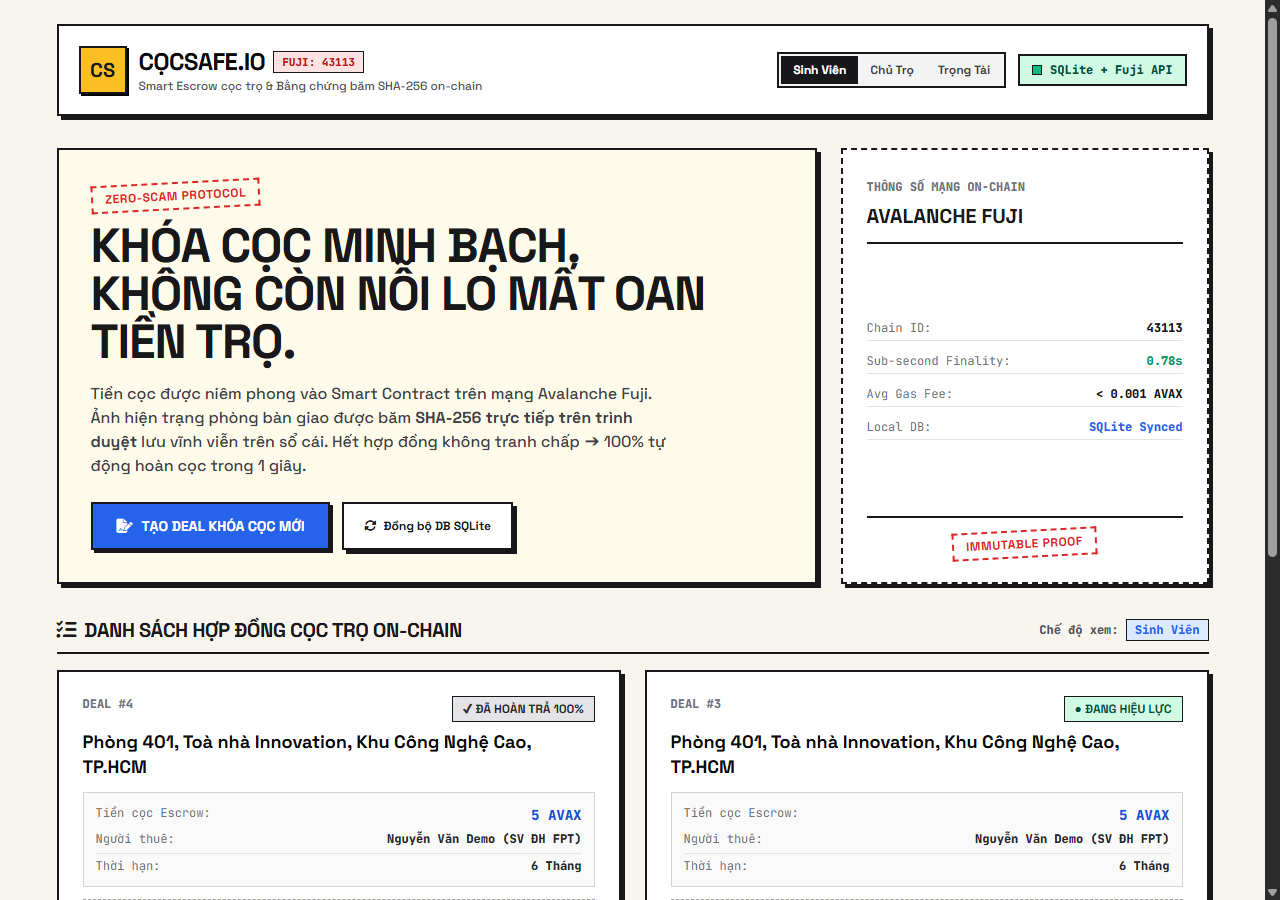 CS
CỌCSAFE.IO
FUJI: 43113
Smart Escrow cọc trọ & Bằng chứng băm SHA-256 on-chain
Sinh Viên
Chủ Trọ
Trọng Tài
SQLite + Fuji API
ZERO-SCAM PROTOCOL
KHÓA CỌC MINH BẠCH,
KHÔNG CÒN NỖI LO MẤT OAN
TIỀN TRỌ.
Tiền cọc được niêm phong vào Smart Contract trên mạng Avalanche Fuji.
Ảnh hiện trạng phòng bàn giao được băm SHA-256 trực tiếp trên trình
duyệt lưu vĩnh viễn trên sổ cái. Hết hợp đồng không tranh chấp → 100% tự
động hoàn cọc trong 1 giây.
TẠO DEAL KHÓA CỌC MỚI
Đồng bộ DB SQLite
THÔNG SỐ MẠNG ON-CHAIN
AVALANCHE FUJI
Chain ID: 43113
Sub-second Finality: 0.78s
Avg Gas Fee: < 0.001 AVAX
Local DB: SQLite Synced
IMMUTABLE PROOF
DANH SÁCH HỢP ĐỒNG CỌC TRỌ ON-CHAIN
Chế độ xem: Sinh Viên
DEAL #4
✓ ĐÃ HOÀN TRẢ 100%
Phòng 401, Toà nhà Innovation, Khu Công Nghệ Cao,
TP.HCM
Tiền cọc Escrow: 5 AVAX
Người thuê: Nguyễn Văn Demo (SV ĐH FPT)
Thời hạn: 6 Tháng
DEAL #3
● ĐANG HIỆU LỰC
Phòng 401, Toà nhà Innovation, Khu Công Nghệ Cao,
TP.HCM
Tiền cọc Escrow: 5 AVAX
Người thuê: Nguyễn Văn Demo (SV ĐH FPT)
Thời hạn: 6 Tháng